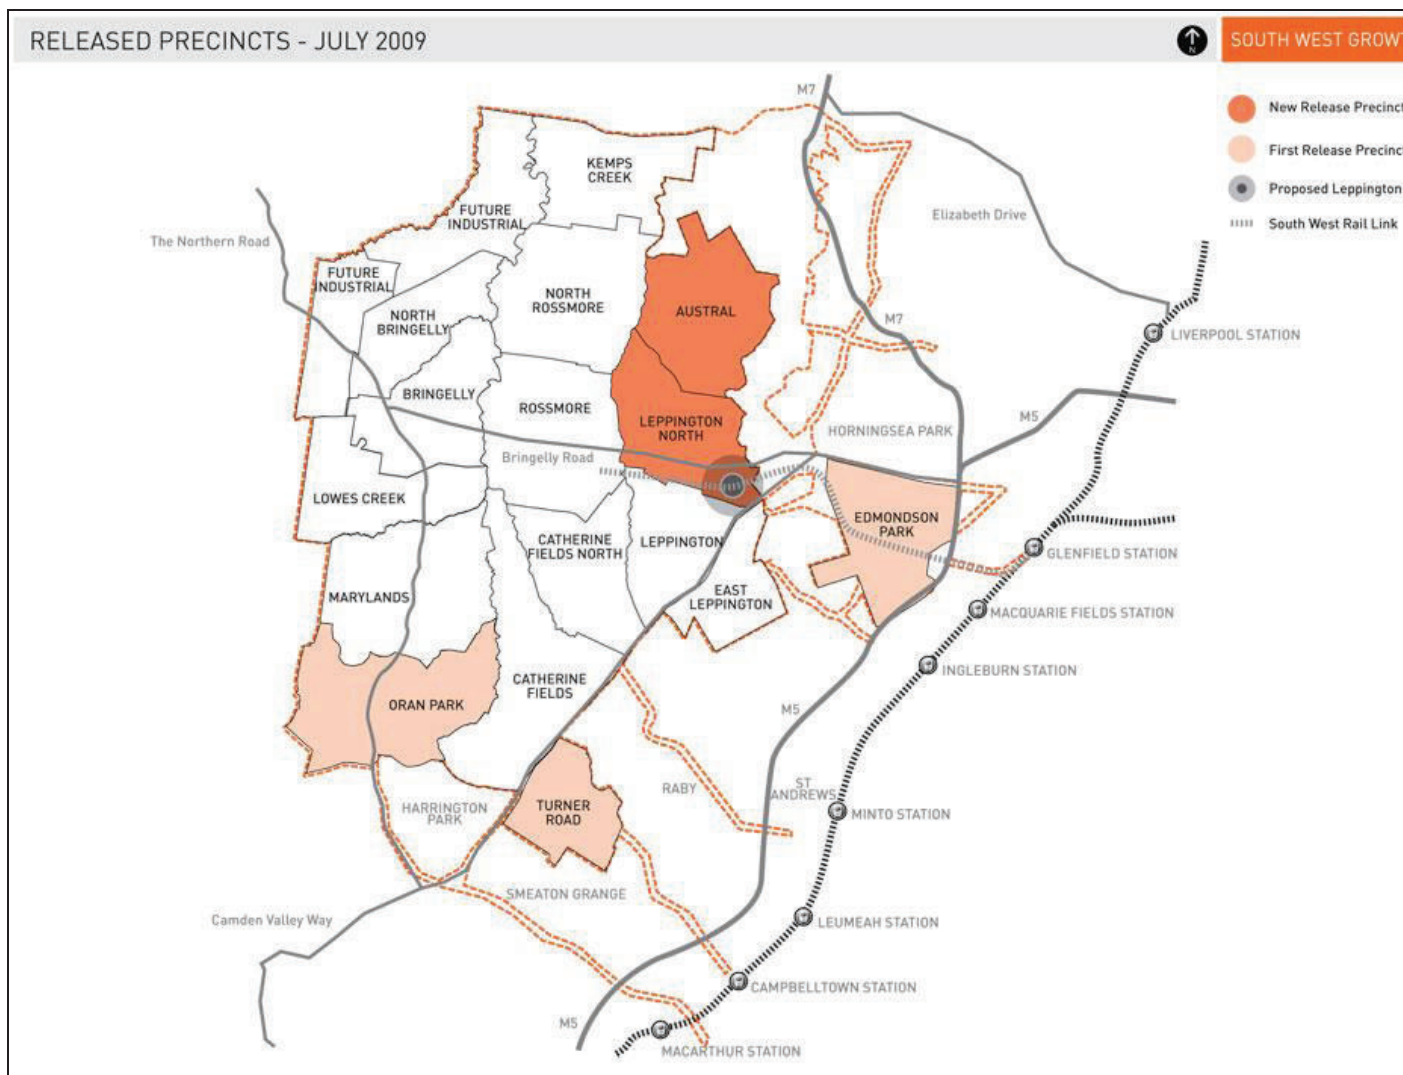 RELEASED PRECINCTS - JULY 2009
N
SOUTH WEST GROWT
New Release Precinct
First Release Precinct
Proposed Leppington
South West Rail Link
M7
KEMPS
CREEK
FUTURE
INDUSTRIAL
Elizabeth Drive
The Northern Road
FUTURE
INDUSTRIAL
NORTH
ROSSMORE
AUSTRAL
NORTH
BRINGELLY
M7
LIVERPOOL STATION
BRINGELLY
ROSSMORE
LEPPINGTON
NORTH
HORNINGSEA PARK
M5
Bringelly Road
LOWES CREEK
EDMONDSON
PARK
CATHERINE
FIELDS NORTH
LEPPINGTON
GLENFIELD STATION
EAST
LEPPINGTON
MARYLANDS
MACQUARIE FIELDS STATION
INGLEBURN STATION
CATHERINE
FIELDS
ORAN PARK
M5
RABY
ST
ANDREWS
HARRINGTON
PARK
TURNER
ROAD
MINTO STATION
SMEATON GRANGE
Camden Valley Way
LEUMEAH STATION
CAMPBELLTOWN STATION
M5
MACARTHUR STATION